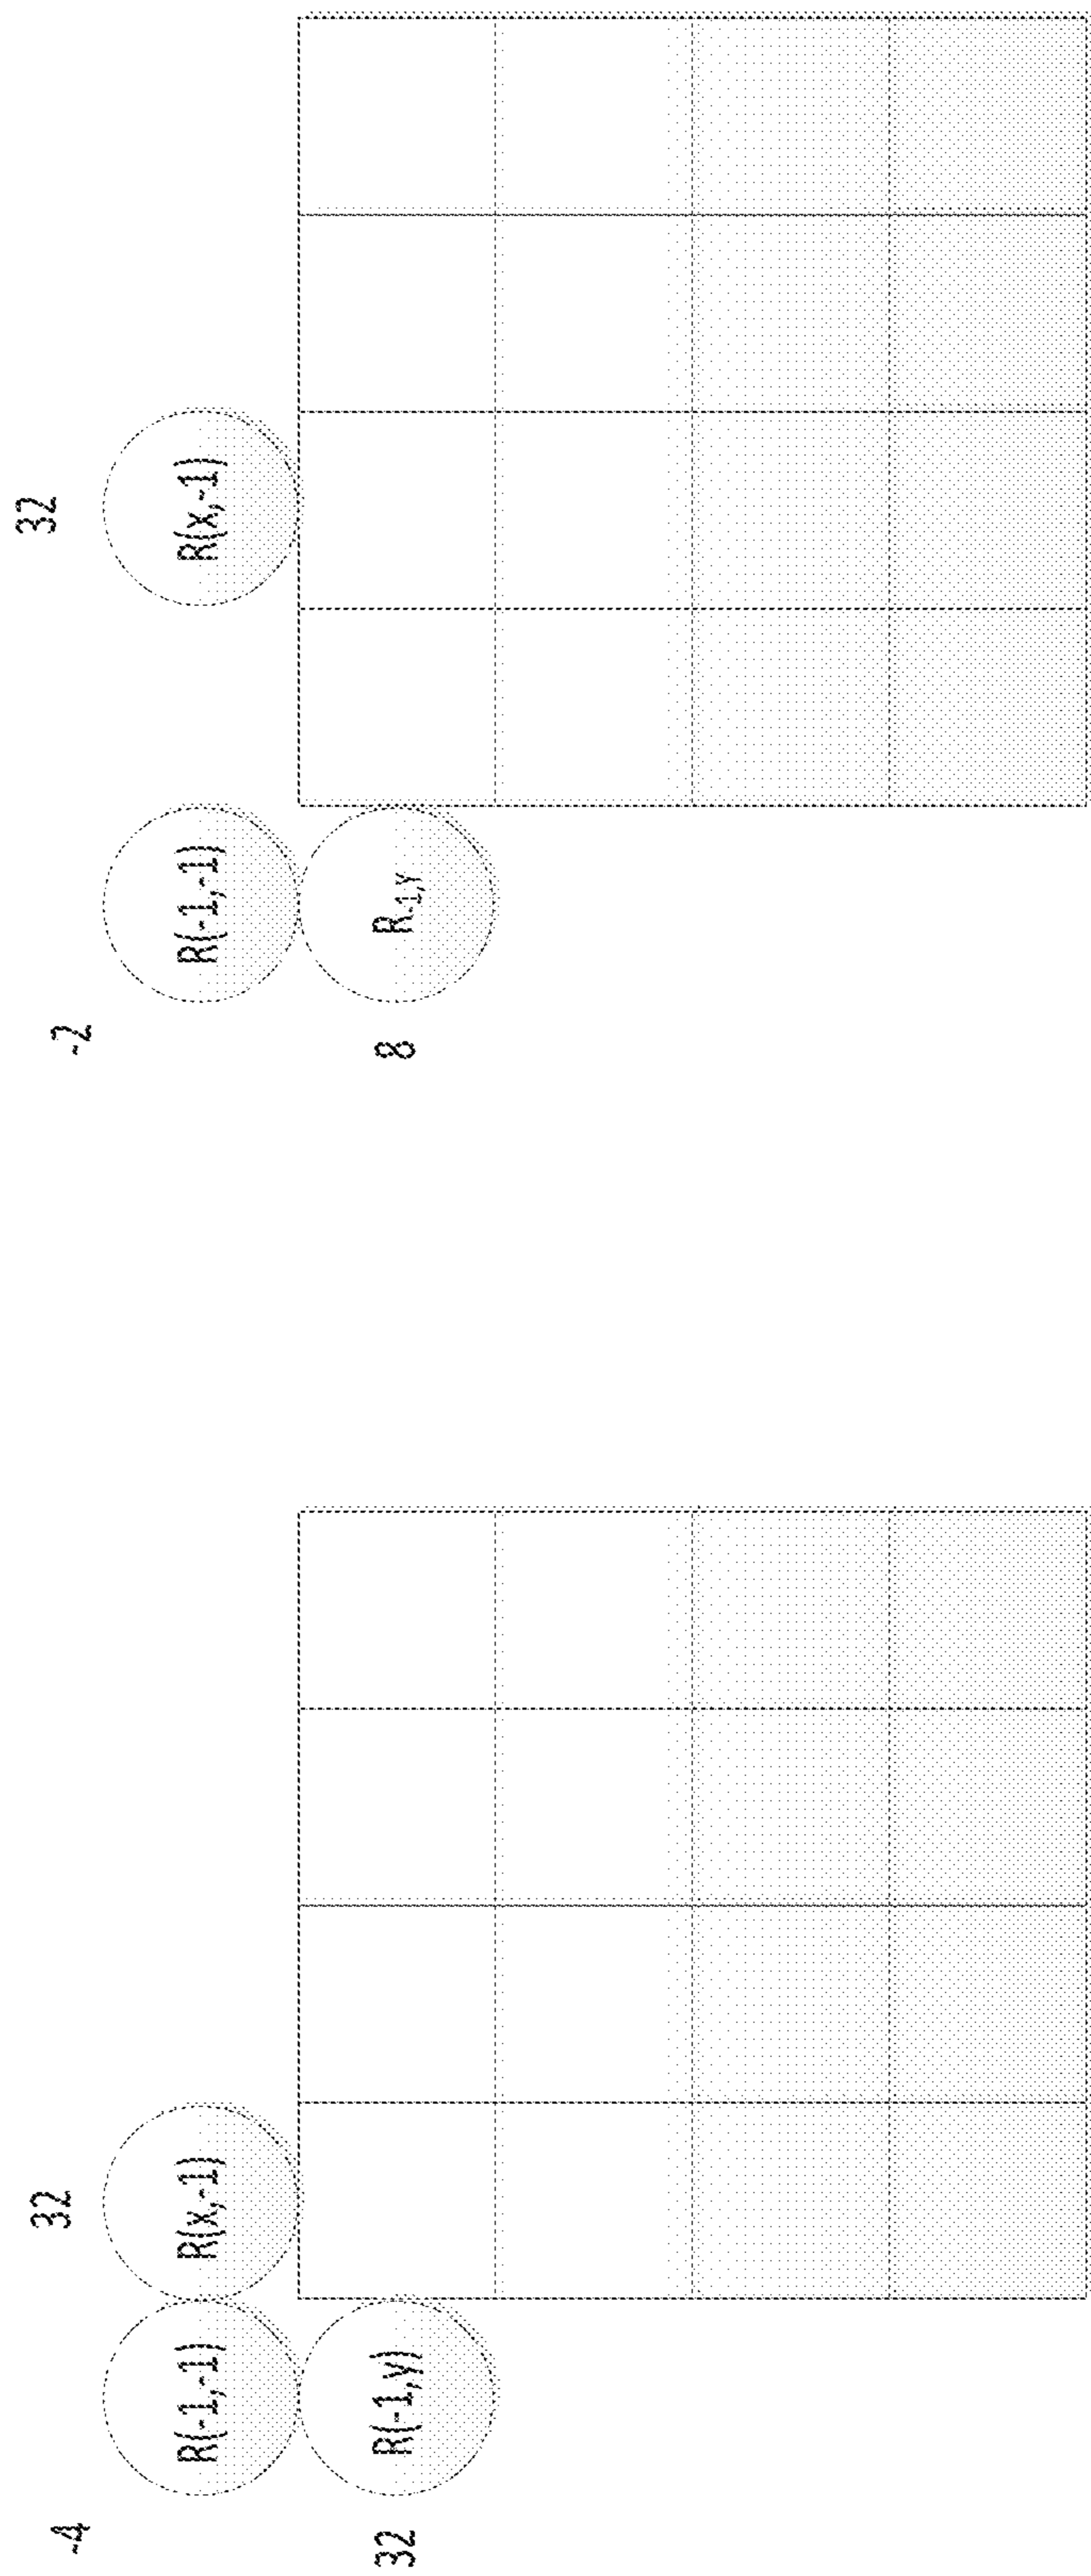 -4 32 -2 32
R(-1,-1) R(x,-1) R(-1,-1) R(x,-1)
32 R(-1,y) 8 R-1,Y